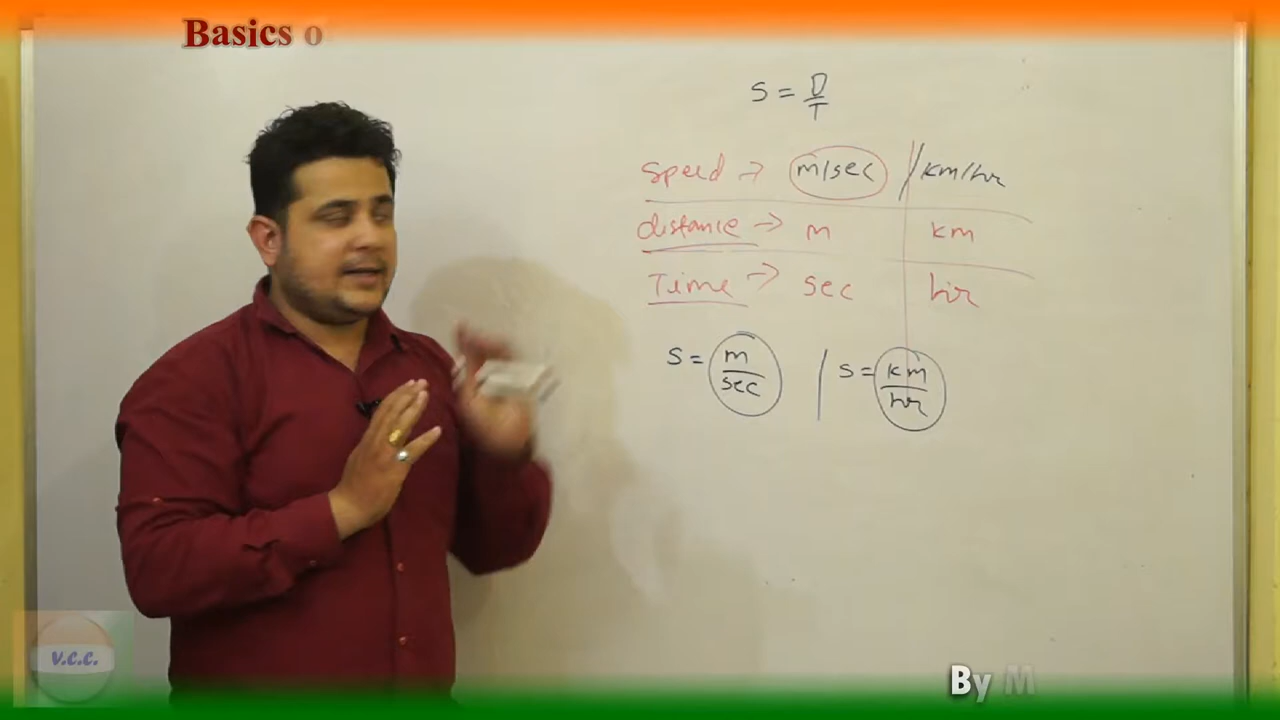 Basics o
S = D/T
Speed → m/sec / km/hr
distance → m km
Time → sec hr
S = m/sec / S = km/hr
V.C.C.
By M